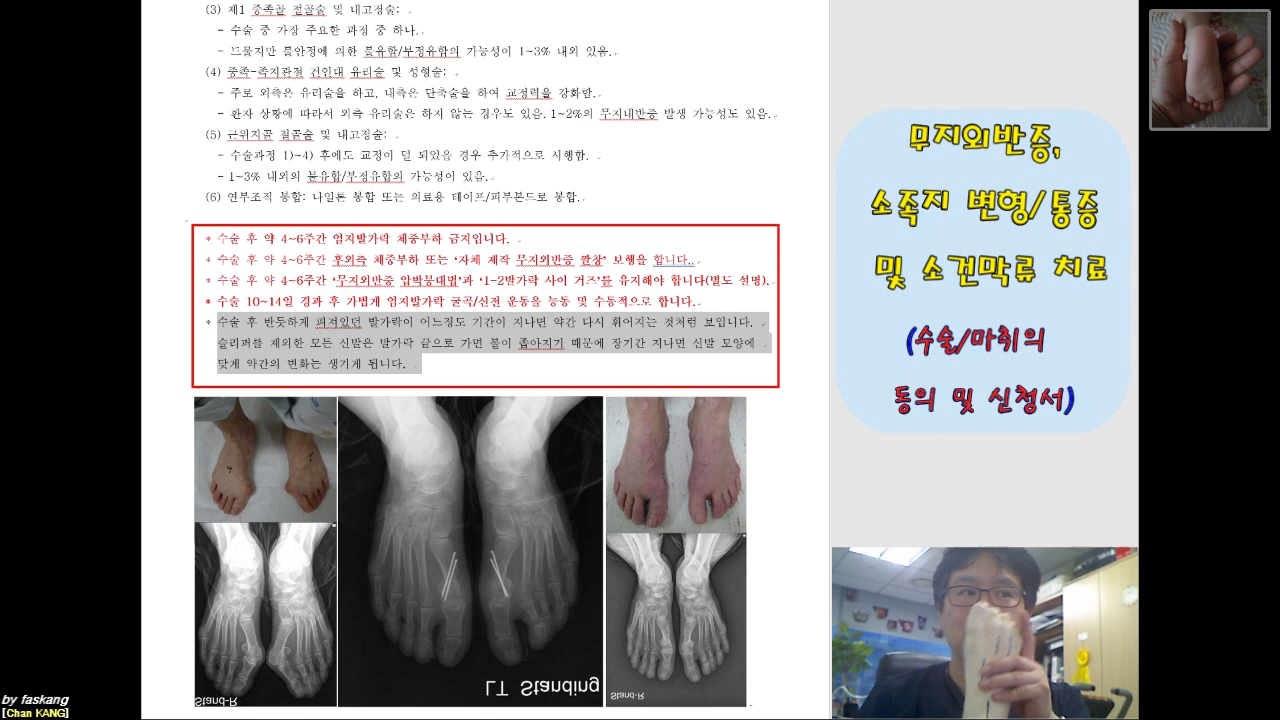 (3) 제1 중족골 절골술 및 내고정술:
- 수술 중 가장 주요한 과정 중 하나.
- 드물지만 불안정에 의한 불유합/부정유합의 가능성이 1~3% 내외 있음.
(4) 중족-족지관절 건인대 유리술 및 성형술:
- 주로 외측은 유리술을 하고, 내측은 단축술을 하여 교정력을 강화함.
- 환자 상황에 따라서 외측 유리술은 하지 않는 경우도 있음. 1~2%의 무지내반증 발생 가능성도 있음.
(5) 근위지골 절골술 및 내고정술:
- 수술과정 1)~4) 후에도 교정이 덜 되었을 경우 추가적으로 시행함.
- 1~3% 내외의 불유합/부정유합의 가능성이 있음.
(6) 연부조직 봉합: 나일론 봉합 또는 의료용 테이프/피부본드로 봉합.
* 수술 후 약 4~6주간 엄지발가락 체중부하 금지입니다.
* 수술 후 약 4~6주간 후외측 체중부하 또는 '자체 제작 무지외반증 깔창' 보행을 합니다..
* 수술 후 약 4~6주간 '무지외반증 압박붕대법'과 '1-2발가락 사이 거즈'를 유지해야 합니다(별도 설명).
* 수술 10~14일 경과 후 가볍게 엄지발가락 굴곡/신전 운동을 능동 및 수동적으로 합니다.
* 수술 후 반듯하게 펴져있던 발가락이 어느정도 기간이 지나면 약간 다시 휘어지는 것처럼 보입니다.
슬리퍼를 제외한 모든 신발은 발가락 끝으로 가면 볼이 좁아지기 때문에 장기간 지나면 신발 모양에
맞게 약간의 변화는 생기게 됩니다.
무지외반증,
소족지 변형/통증
및 소건막류 치료
(수술/마취의
동의 및 신청서)
Stand-R
LT Standing
Stand-R
by faskang
[Chan KANG]